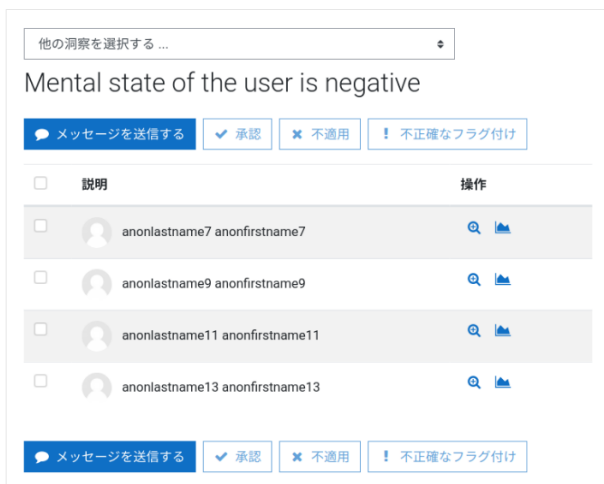 他の洞察を選択する ...
Mental state of the user is negative
メッセージを送信する 承認 不適用 不正確なフラグ付け
説明 操作
anonlastname7 anonfirstname7
anonlastname9 anonfirstname9
anonlastname11 anonfirstname11
anonlastname13 anonfirstname13
メッセージを送信する 承認 不適用 不正確なフラグ付け